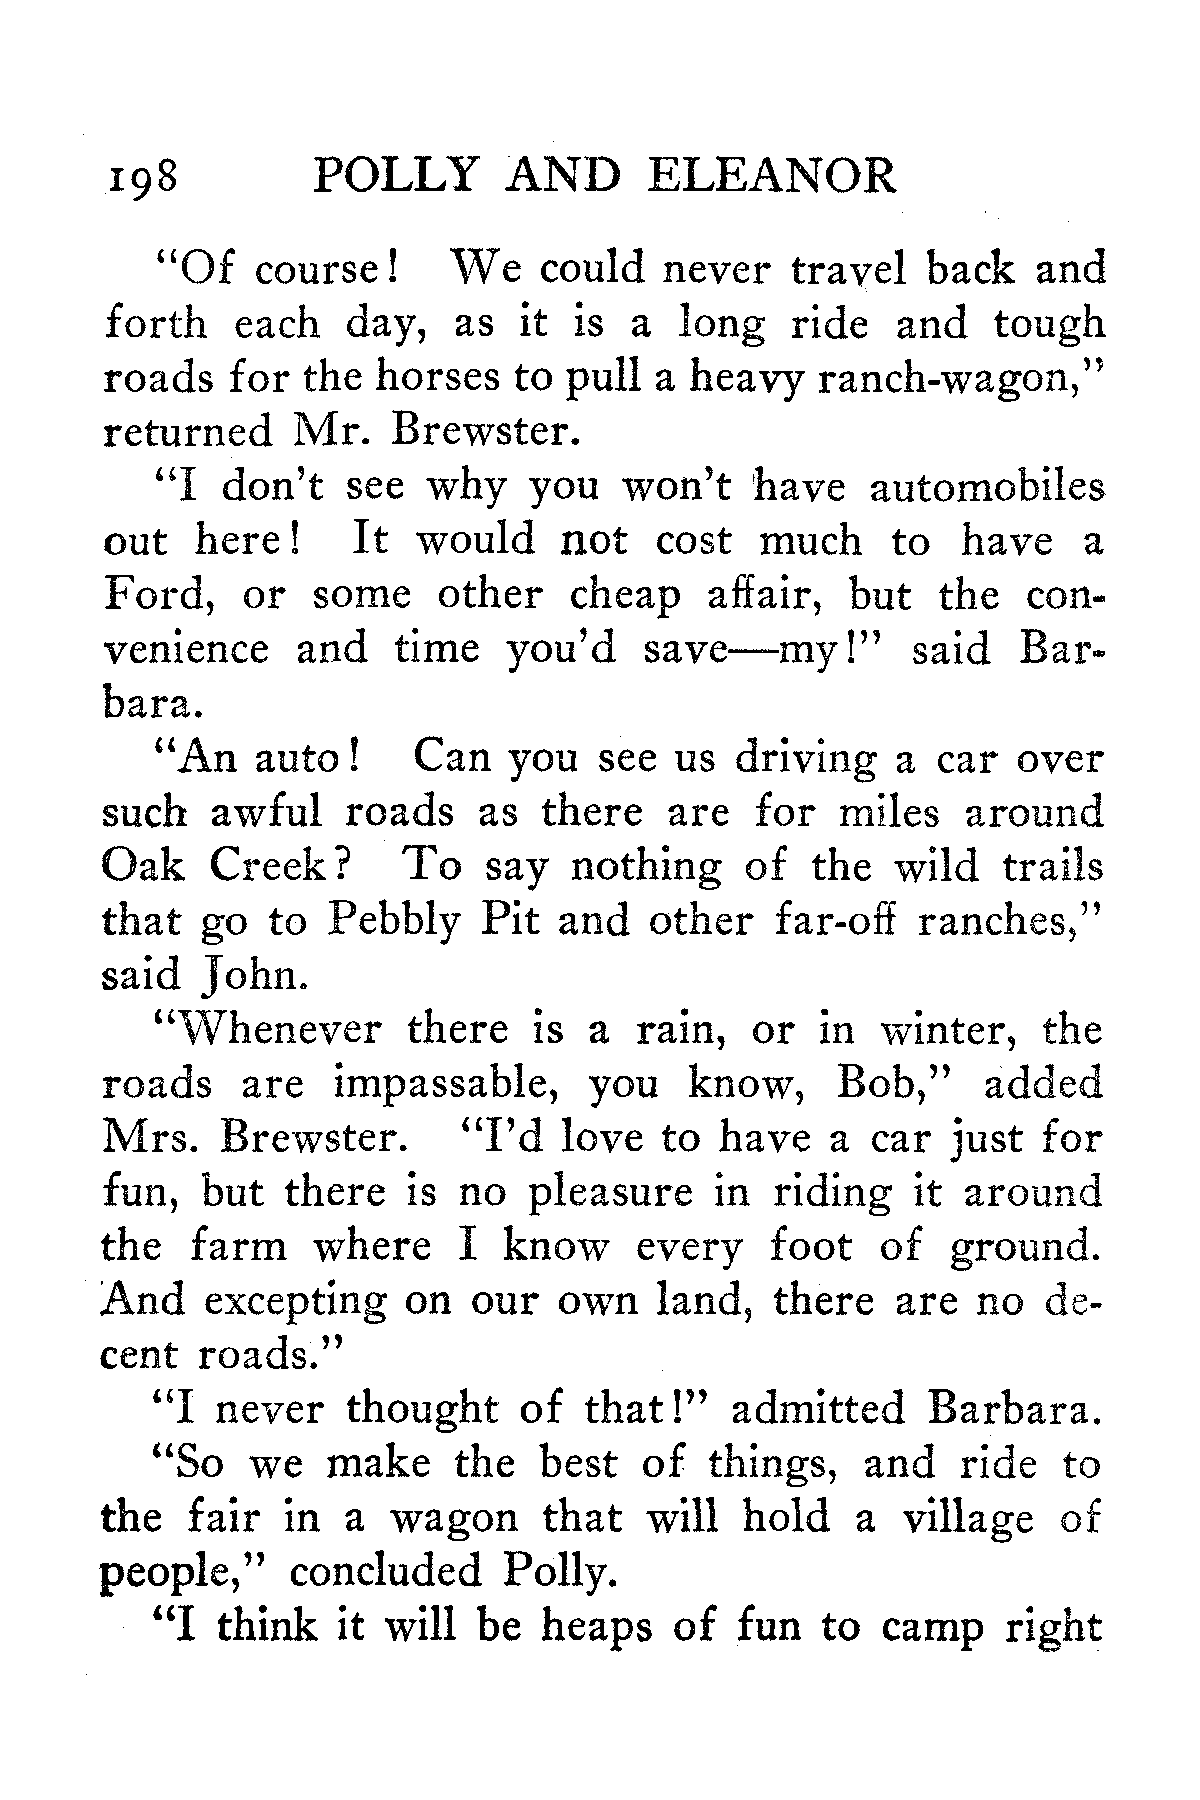 198 POLLY AND ELEANOR
“Of course! We could never travel back and
forth each day, as it is a long ride and tough
roads for the horses to pull a heavy ranch-wagon,”
returned Mr. Brewster.
“I don’t see why you won’t have automobiles
out here! It would not cost much to have a
Ford, or some other cheap affair, but the con-
venience and time you’d save—my!” said Bar-
bara.
“An auto! Can you see us driving a car over
such awful roads as there are for miles around
Oak Creek? To say nothing of the wild trails
that go to Pebbly Pit and other far-off ranches,”
said John.
“Whenever there is a rain, or in winter, the
roads are impassable, you know, Bob,” added
Mrs. Brewster. “I’d love to have a car just for
fun, but there is no pleasure in riding it around
the farm where I know every foot of ground.
And excepting on our own land, there are no de-
cent roads.”
“I never thought of that!” admitted Barbara.
“So we make the best of things, and ride to
the fair in a wagon that will hold a village of
people,” concluded Polly.
“I think it will be heaps of fun to camp right